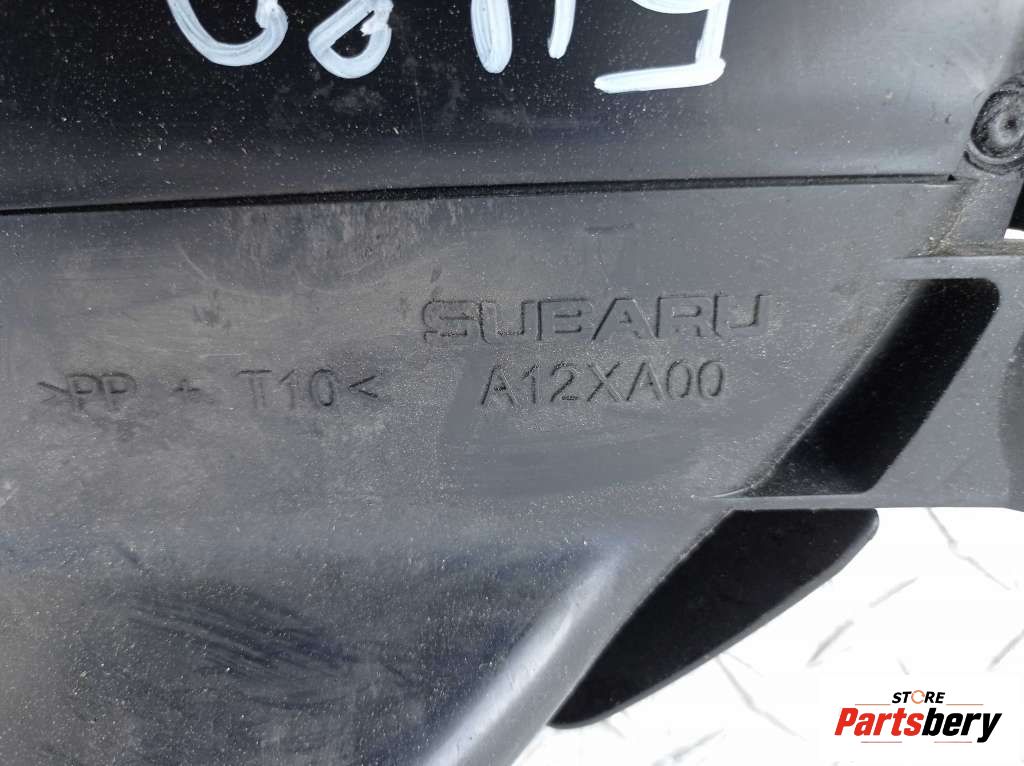 SUBARU
>PP + T10< A12XA00
STORE
Partsbery